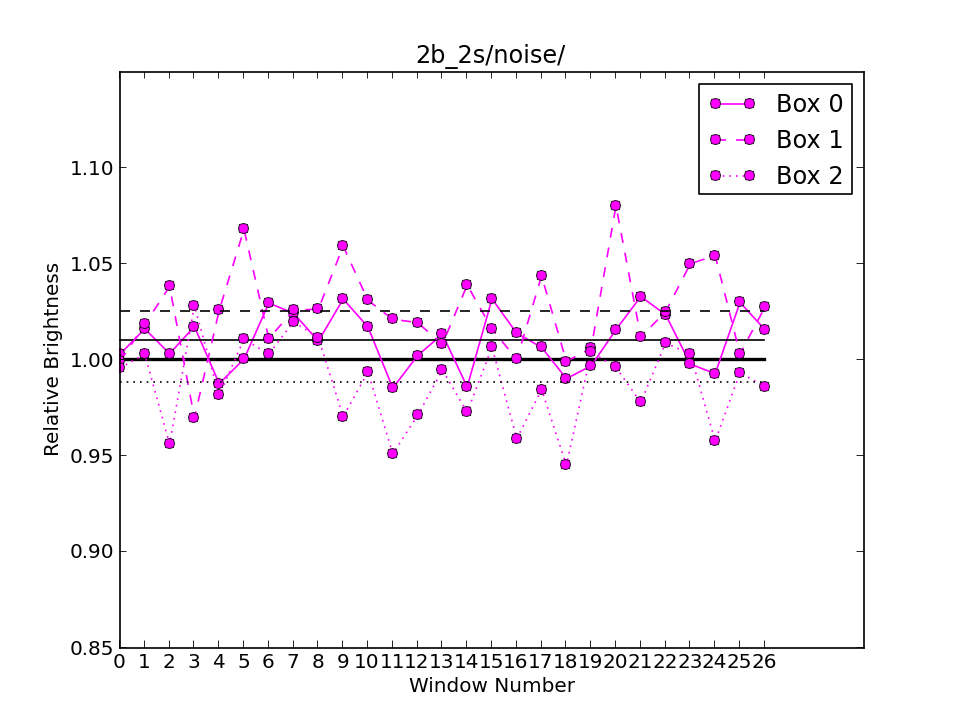 2b_2s/noise/
Box 0
Box 1
Box 2
1.10
1.05
1.00
0.95
0.90
0.85
Relative Brightness
0 1 2 3 4 5 6 7 8 9 10 11 12 13 14 15 16 17 18 19 20 21 22 23 24 25 26
Window Number